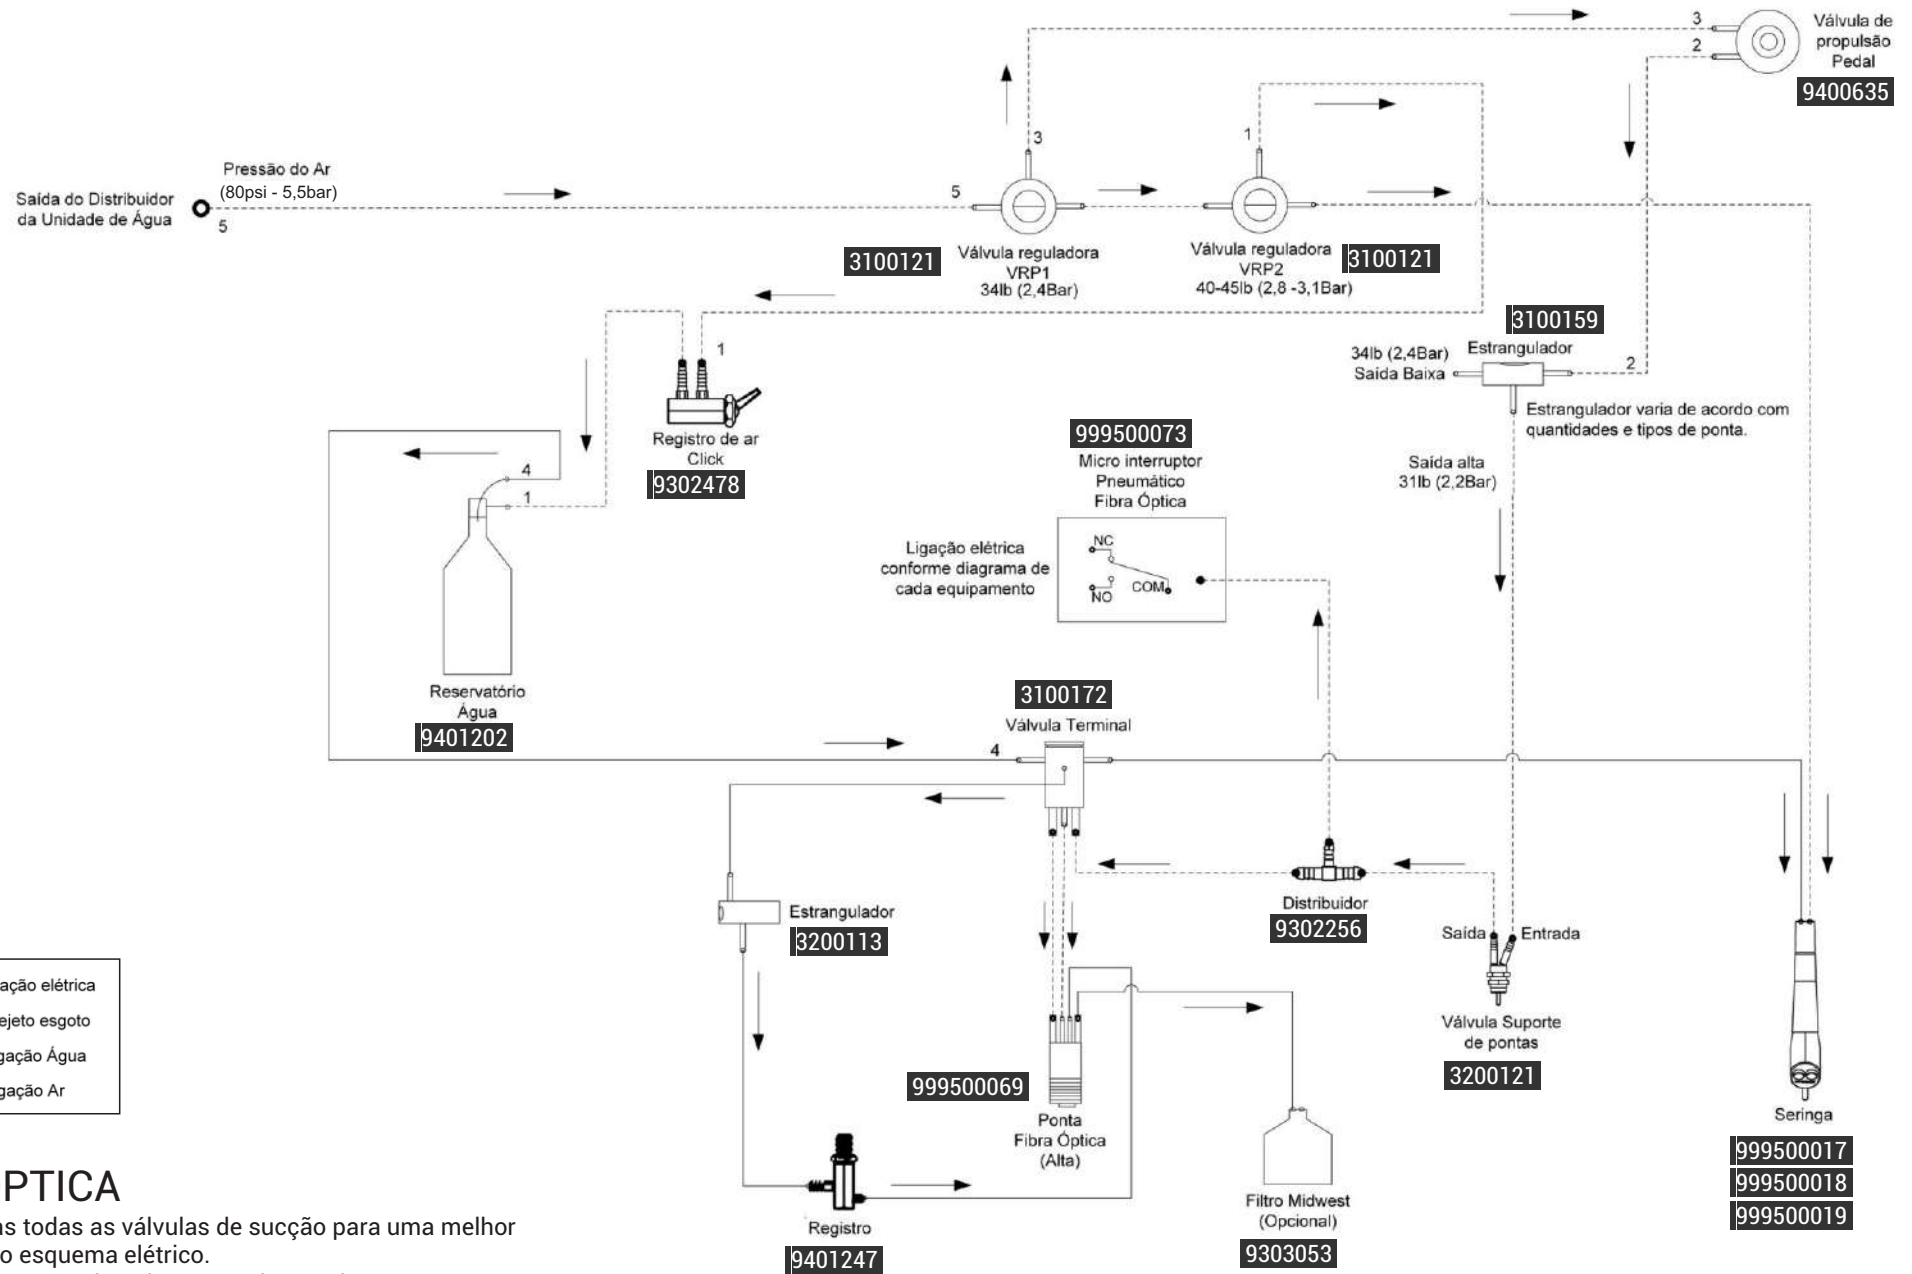 3
2
Válvula de
propulsão
Pedal
9400635
Pressão do Ar
(80psi - 5,5bar)
Saída do Distribuidor
da Unidade de Água
5
5
3
1
3100121
Válvula reguladora
VRP1
34lb (2,4Bar)
Válvula reguladora
VRP2
40-45lb (2,8 -3,1Bar)
3100121
3100159
Estrangulador
34lb (2,4Bar)
Saída Baixa
2
Estrangulador varia de acordo com
quantidades e tipos de ponta.
Saída alta
31lb (2,2Bar)
1
Registro de ar
Click
9302478
4
1
Reservatório
Água
9401202
999500073
Micro interruptor
Pneumático
Fibra Óptica
Ligação elétrica
conforme diagrama de
cada equipamento
NC
NO
COM
3100172
Válvula Terminal
4
Estrangulador
3200113
Distribuidor
9302256
Saída
Entrada
Válvula Suporte
de pontas
3200121
999500069
Ponta
Fibra Óptica
(Alta)
Filtro Midwest
(Opcional)
9303053
Seringa
999500017
999500018
999500019
Registro
9401247
ação elétrica
ejeto esgoto
gação Água
gação Ar
PTICA
as todas as válvulas de sucção para uma melhor
o esquema elétrico.